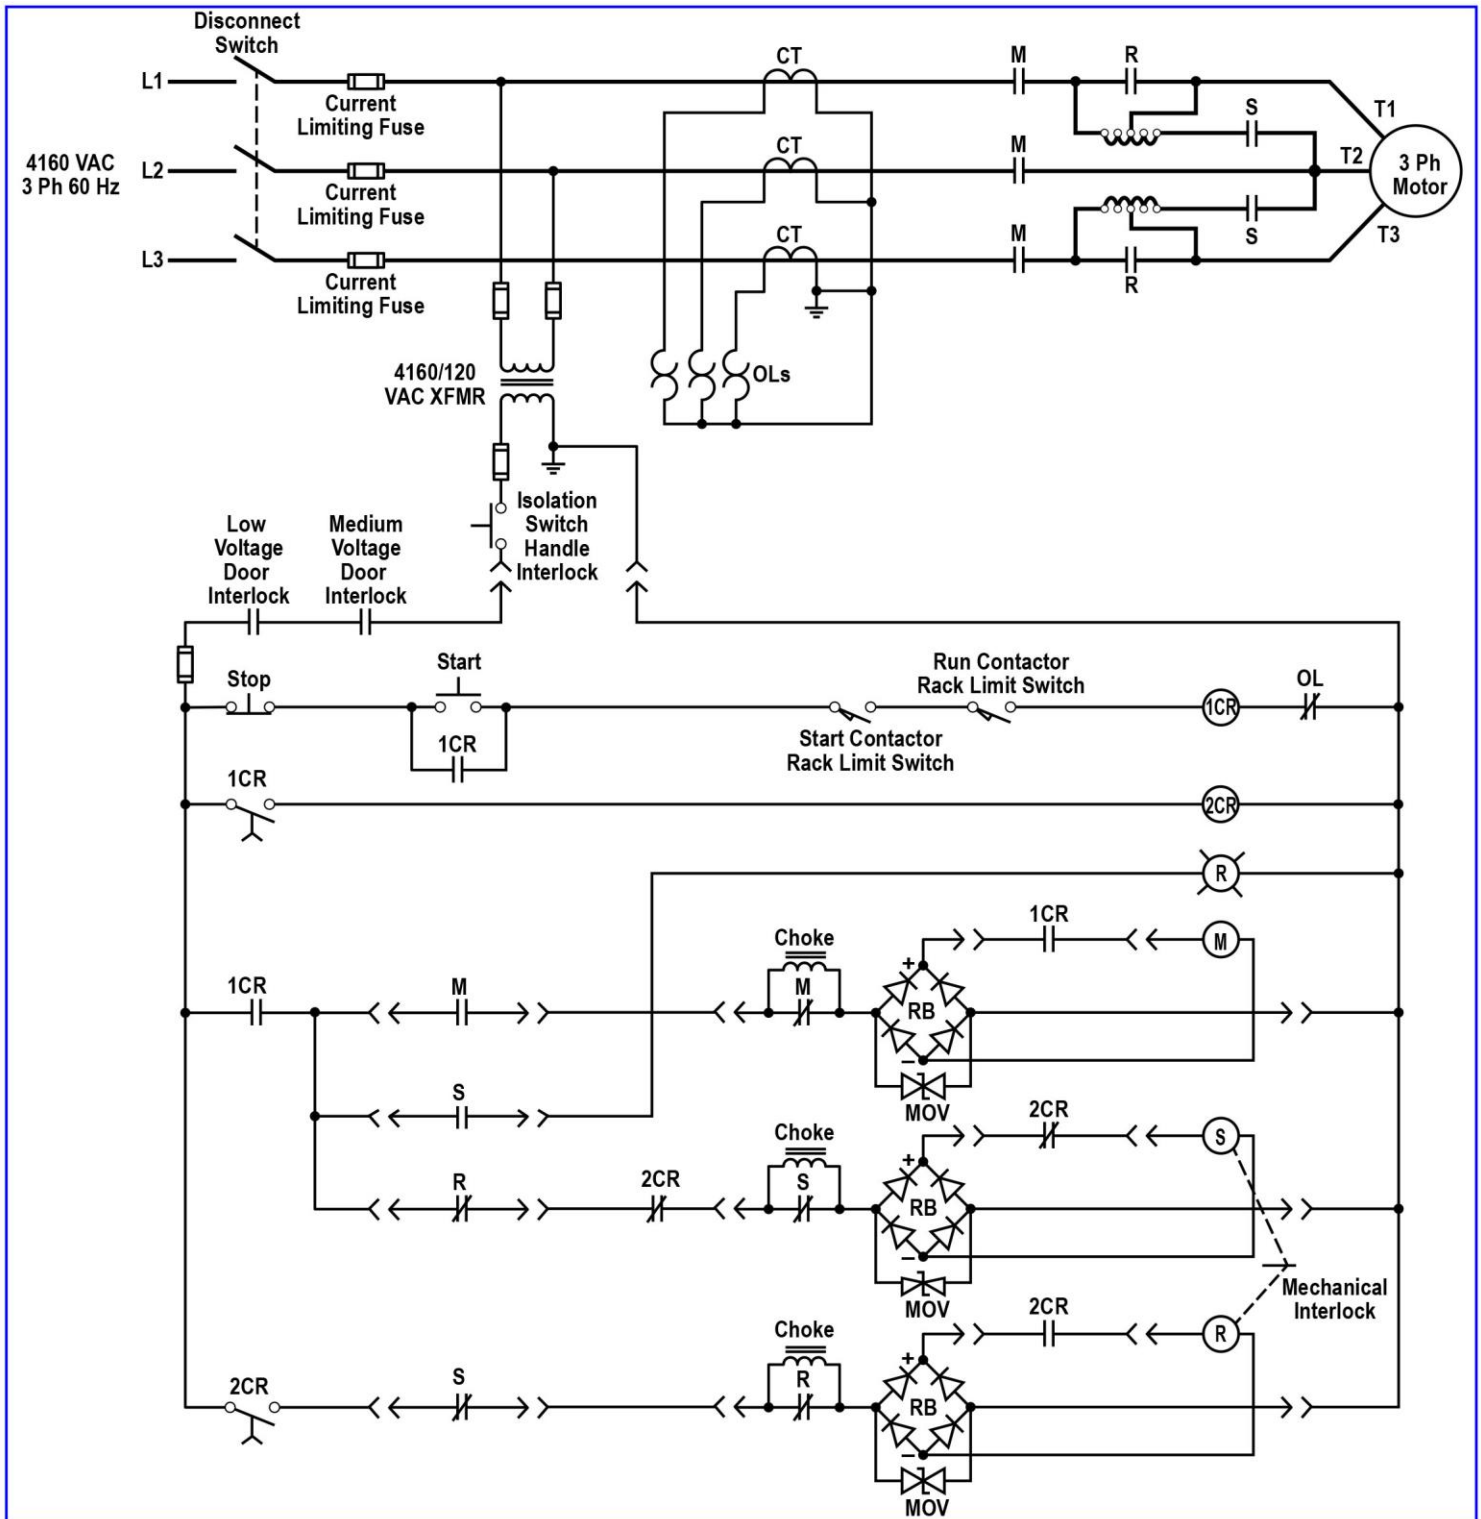 Disconnect
Switch
L1
Current
Limiting Fuse
CT
M
R
S
T1
4160 VAC
3 Ph 60 Hz
L2
Current
Limiting Fuse
CT
M
T2
3 Ph
Motor
L3
Current
Limiting Fuse
CT
M
S
R
T3
4160/120
VAC XFMR
OLs
Isolation
Switch
Handle
Interlock
Low
Voltage
Door
Interlock
Medium
Voltage
Door
Interlock
Stop
Start
1CR
Start Contactor
Rack Limit Switch
Run Contactor
Rack Limit Switch
1CR
OL
1CR
2CR
R
1CR
M
Choke
M
+
RB
–
MOV
1CR
M
S
R
2CR
Choke
S
+
RB
–
MOV
2CR
S
Mechanical
Interlock
2CR
S
Choke
R
+
RB
–
MOV
2CR
R